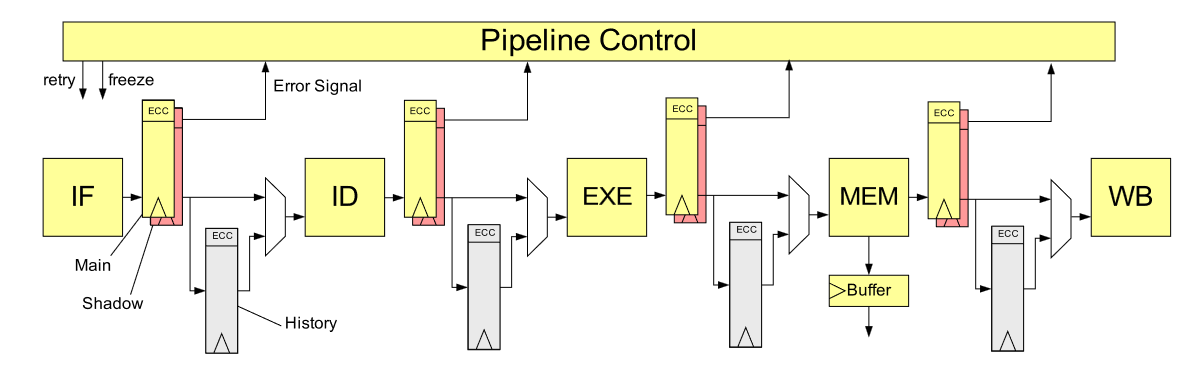 Pipeline Control
retry
freeze
Error Signal
ECC
ECC
ECC
ECC
IF
ID
EXE
MEM
WB
ECC
ECC
ECC
ECC
Main
Shadow
Buffer
History